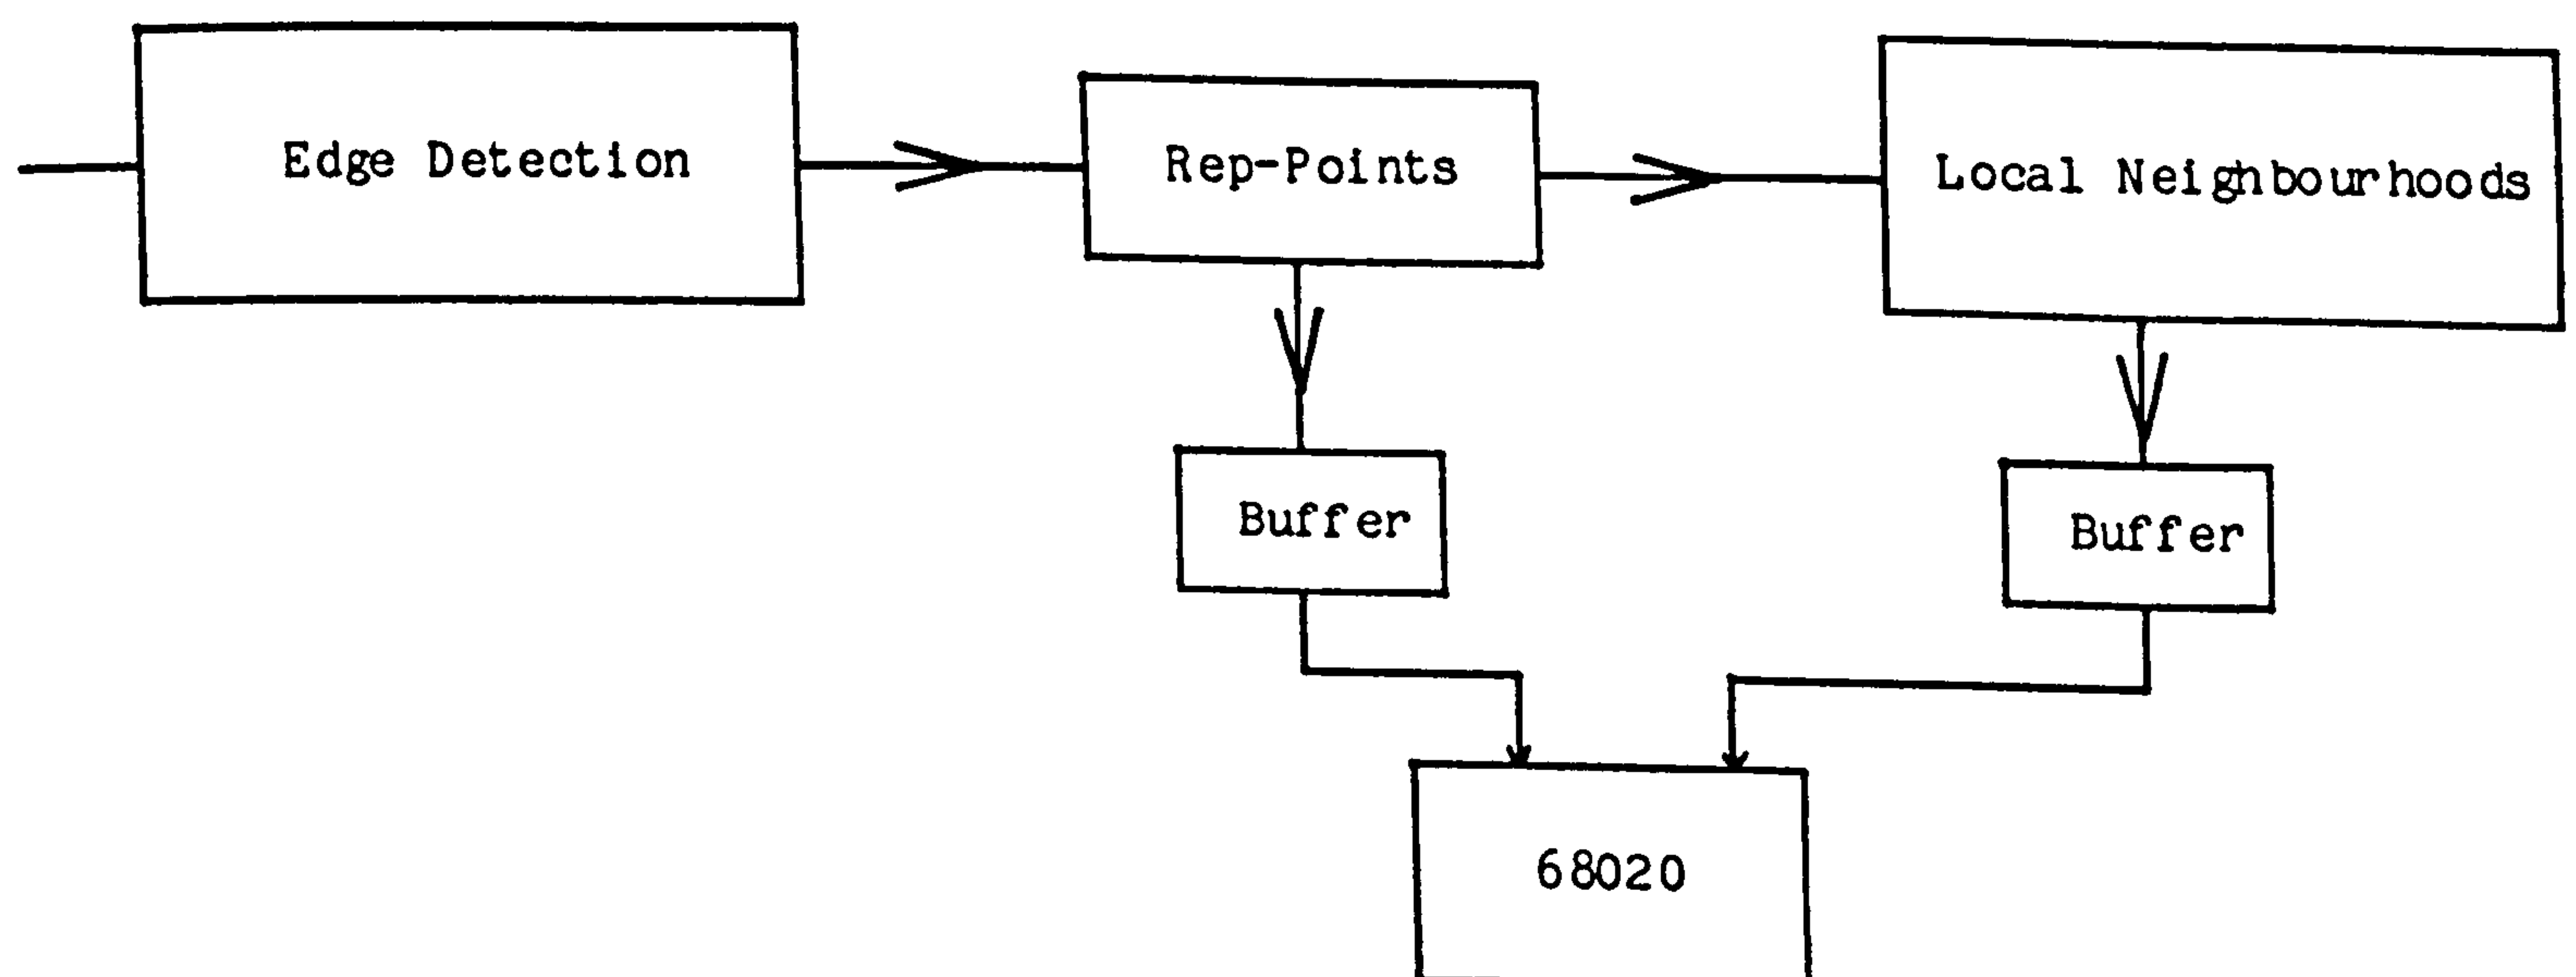 Edge Detection
Rep-Points
Local Neighbourhoods
Buffer
Buffer
68020